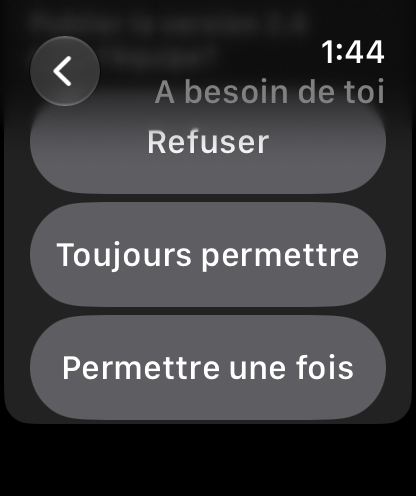 1:44
A besoin de toi
Refuser
Toujours permettre
Permettre une fois